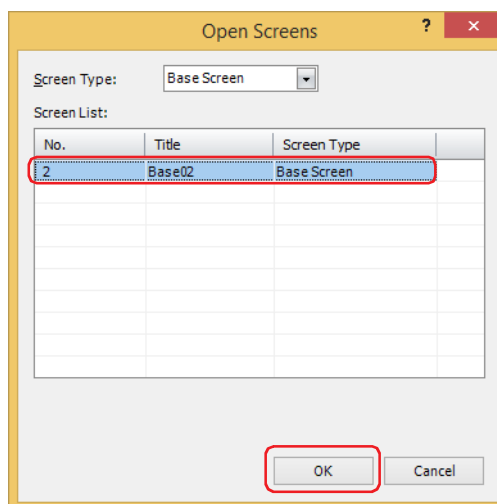 Open Screens ? ×
Screen Type: Base Screen
Screen List:
No. Title Screen Type
2 Base02 Base Screen
OK Cancel